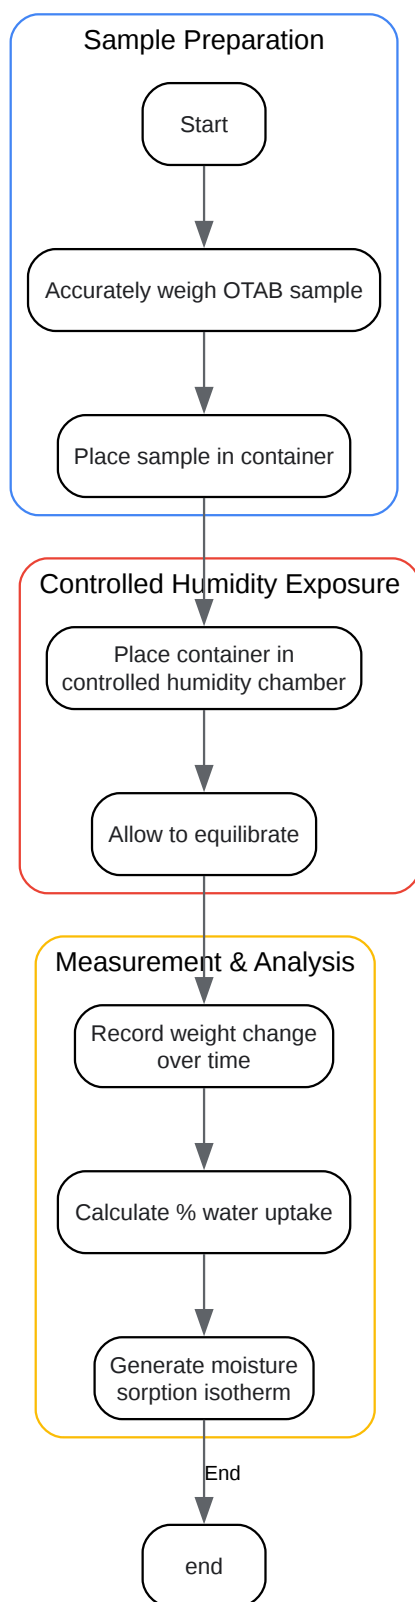 Sample Preparation
Start
Accurately weigh OTAB sample
Place sample in container
Controlled Humidity Exposure
Place container in
controlled humidity chamber
Allow to equilibrate
Measurement & Analysis
Record weight change
over time
Calculate % water uptake
Generate moisture
sorption isotherm
End
end